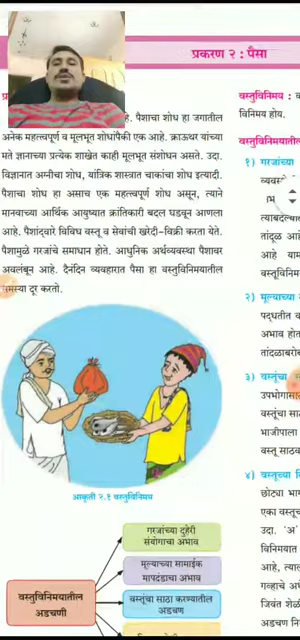 प्रकरण २ : पैसा
आहे. पैशाचा शोध हा जगातील
अनेक महत्त्वपूर्ण व मूलभूत शोधांपैकी एक आहे. क्राऊथर यांच्या
मते ज्ञानाच्या प्रत्येक शाखेत काही मूलभूत संशोधन असते. उदा.
विज्ञानात अग्नीचा शोध, यांत्रिक शास्त्रात चाकांचा शोध इत्यादी.
पैशाचा शोध हा असाच एक महत्त्वपूर्ण शोध असून, त्याने
मानवाच्या आर्थिक आयुष्यात क्रांतिकारी बदल घडवून आणला
आहे. पैशांद्वारे विविध वस्तू व सेवांची खरेदी-विक्री करता येते.
पैशामुळे गरजांचे समाधान होते. आधुनिक अर्थव्यवस्था पैशावर
अवलंबून आहे. दैनंदिन व्यवहारात पैसा हा वस्तुविनिमयातील
समस्या दूर करतो.
आकृती २.१ वस्तुविनिमय
वस्तुविनिमयातील
अडचणी
गरजांच्या दुहेरी
संयोगाचा अभाव
मूल्याच्या सामाईक
मापदंडाचा अभाव
वस्तूंचा साठा करण्यातील
अडचण
वस्तुविनिमय :
विनिमय होय.
वस्तुविनिमयातील
१) गरजांच्या
त्याबदल्यात
तांदूळ आहे
आहे
वस्तूविनिम
२) मूल्याच्या
पद्धतीत
अभाव होत
तांदळाबरो
३) वस्तूंचा
उपभोगासा
वस्तूंचा सा
भाजीपाला
वस्तू साठव
४) वस्तूच्या वि
छोट्या भाग
एका वस्तूच
उदा. 'अ'
विनिमयात
आहे, त्याल
गव्हाचे
जिवंत शेळ
अडचण नि